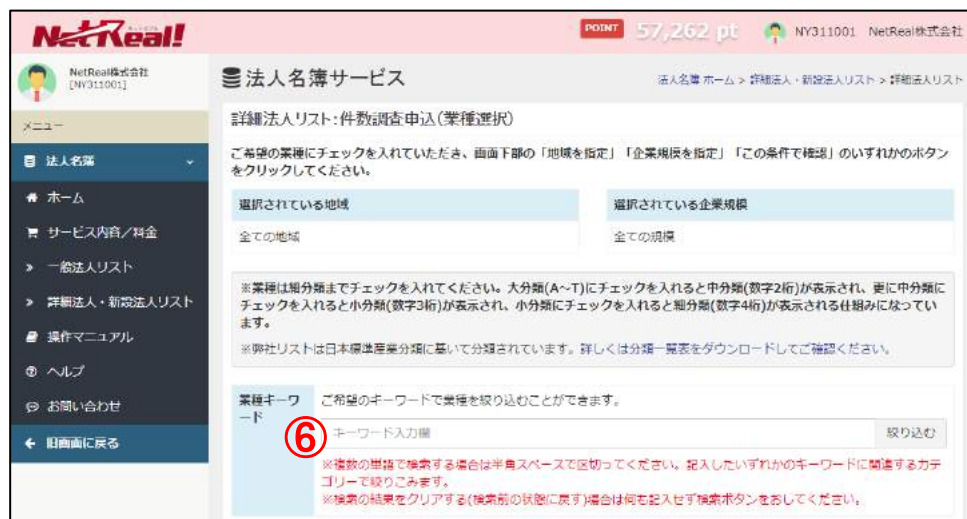 NetReal!
POINT 57,262 pt NY311001 NetReal株式会社
NetReal株式会社
[NY311001]
法人名簿サービス
法人名簿 ホーム > 詳細法人・新設法人リスト > 詳細法人リスト
メニュー
法人名簿
ホーム
サービス内容/料金
一般法人リスト
詳細法人・新設法人リスト
操作マニュアル
ヘルプ
お問い合わせ
旧画面に戻る
詳細法人リスト:件数調査申込(業種選択)
ご希望の業種にチェックを入れていただき、画面下部の「地域を指定」「企業規模を指定」「この条件で確認」のいずれかのボタン
をクリックしてください。
選択されている地域
選択されている企業規模
全ての地域
全ての規模
※業種は細分類までチェックを入れてください。大分類(A~T)にチェックを入れると中分類(数字2桁)が表示され、更に中分類に
チェックを入れると小分類(数字3桁)が表示され、小分類にチェックを入れると細分類(数字4桁)が表示される仕組みになってい
ます。
※弊社リストは日本標準産業分類に基いて分類されています。詳しくは分類一覧表をダウンロードしてご確認ください。
業種キーワ
ード
ご希望のキーワードで業種を絞り込むことができます。
⑥
キーワード入力欄
絞り込む
※複数の単語で検索する場合は半角スペースで区切ってください。記入したいずれかのキーワードに関連するカテ
ゴリーで絞りこみます。
※検索の結果をクリアする(検索前の状態に戻す)場合は何も記入せず検索ボタンをおしてください。